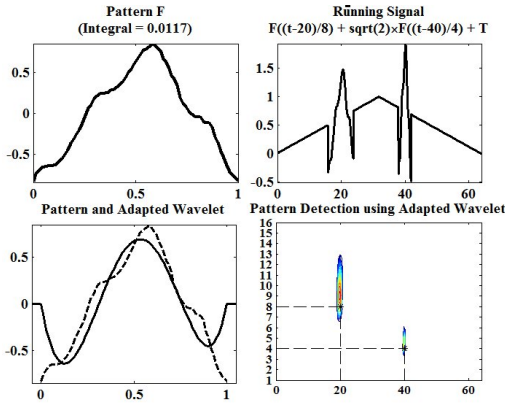 Pattern F
(Integral = 0.0117)
0.5
0
-0.5
0 0.5 1
Running Signal
F((t-20)/8) + sqrt(2)×F((t-40)/4) + T
1.5
1
0.5
0
-0.5
0 20 40 60
Pattern and Adapted Wavelet
0.5
0
-0.5
0 0.5 1
Pattern Detection using Adapted Wavelet
16
15
14
13
12
11
10
9
8
7
6
5
4
3
2
1
0 20 40 60